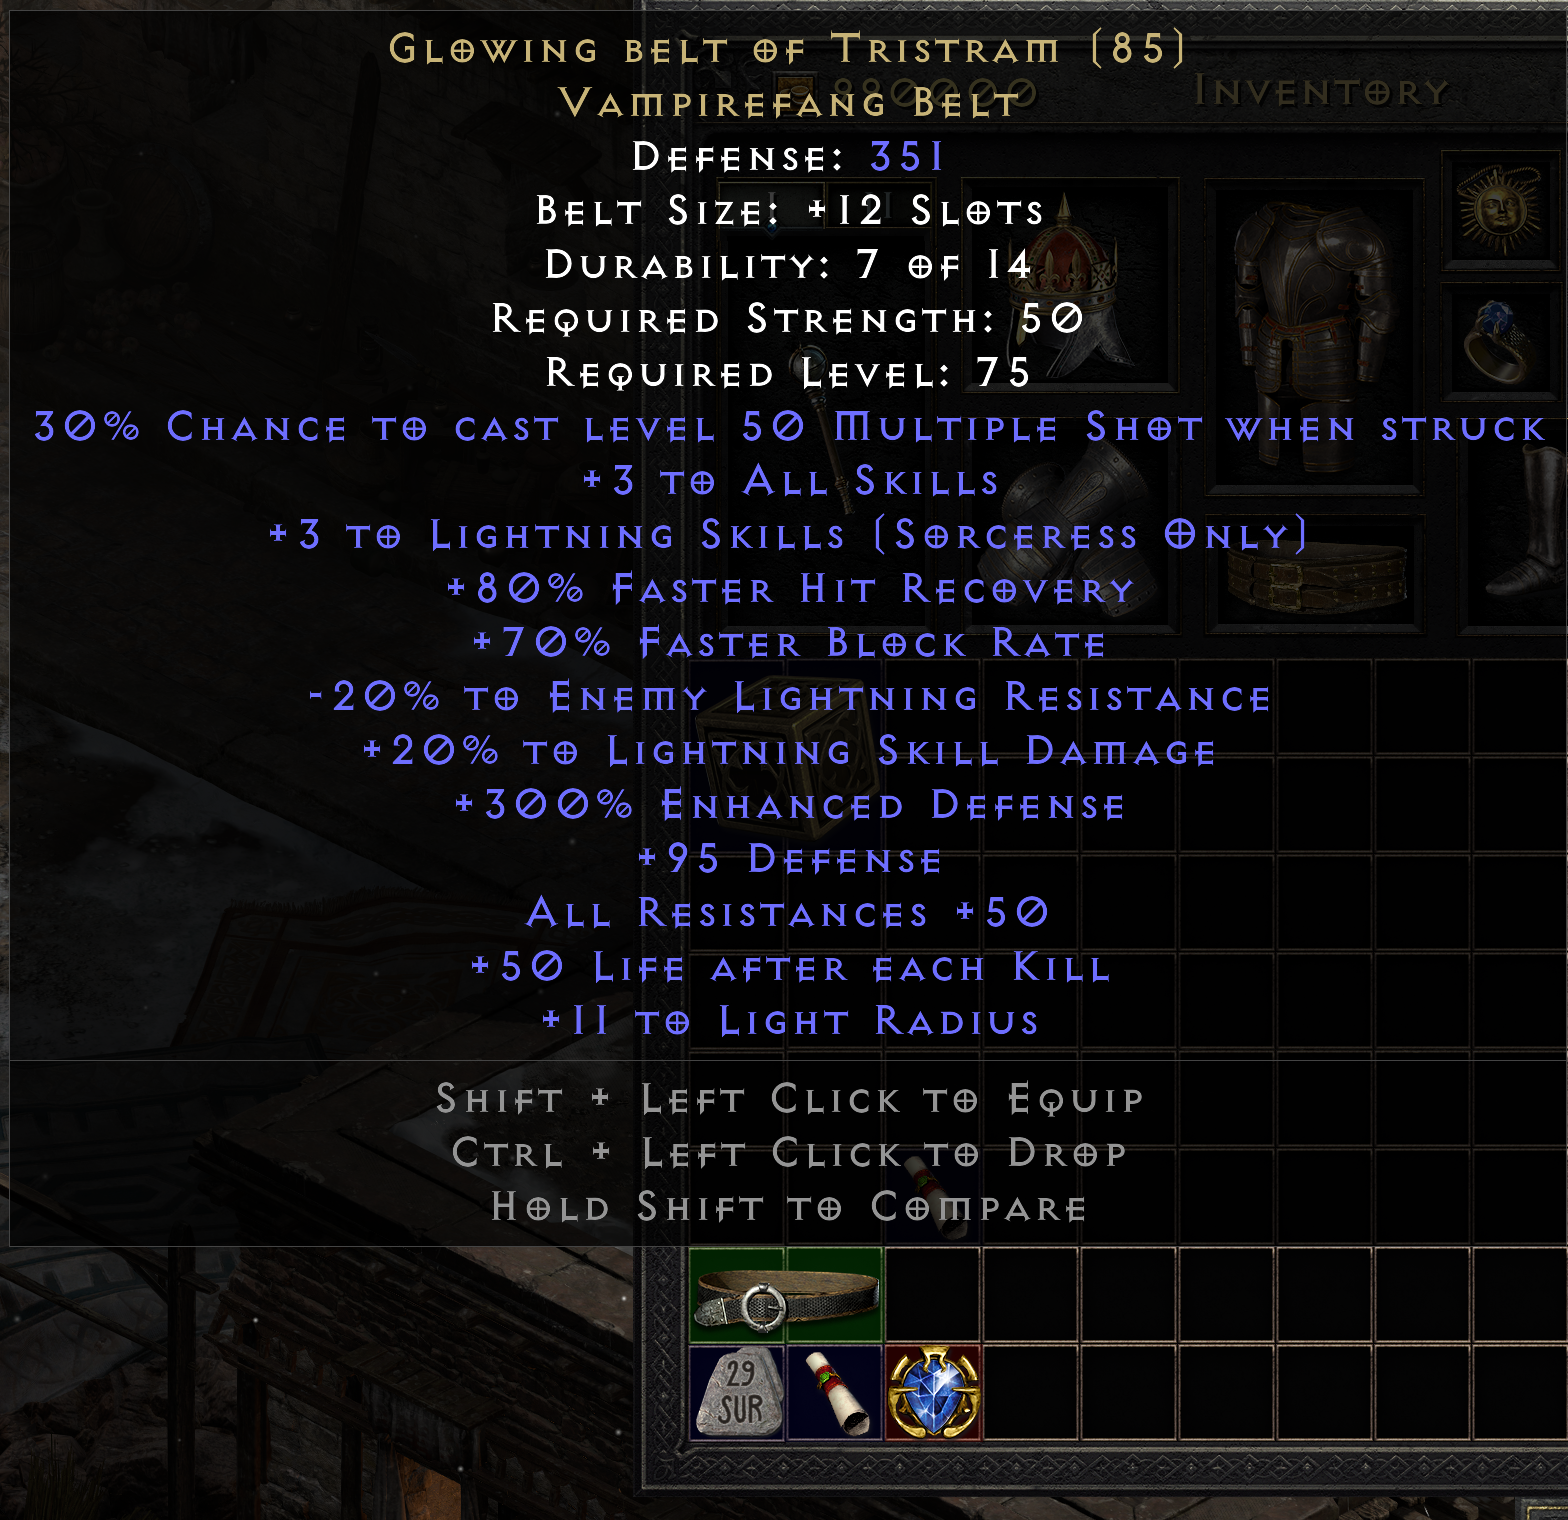 Glowing belt of Tristram (85)
Vampirefang Belt
880000
Inventory
Defense: 351
Belt Size: +12 Slots
Durability: 7 of 14
Required Strength: 50
Required Level: 75
30% Chance to cast level 50 Multiple Shot when struck
+3 to All Skills
+3 to Lightning Skills (Sorceress Only)
+80% Faster Hit Recovery
+70% Faster Block Rate
-20% to Enemy Lightning Resistance
+20% to Lightning Skill Damage
+300% Enhanced Defense
+95 Defense
All Resistances +50
+50 Life after each Kill
+11 to Light Radius
Shift + Left Click to Equip
Ctrl + Left Click to Drop
Hold Shift to Compare
29
SUR